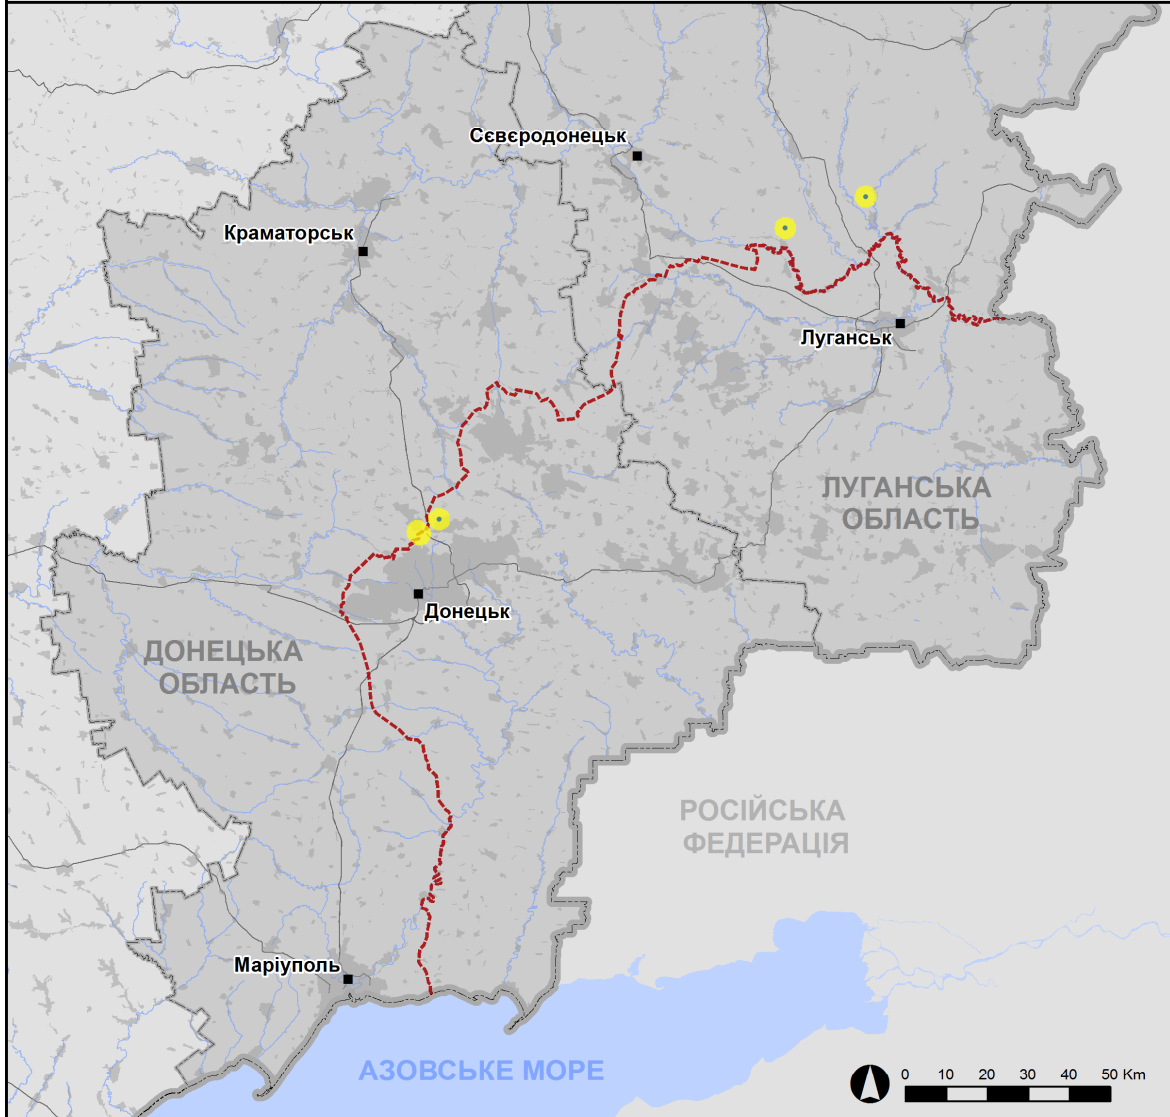 Сєвєродонецьк
Краматорськ
Луганськ
ЛУГАНСЬКА
ОБЛАСТЬ
Донецьк
ДОНЕЦЬКА
ОБЛАСТЬ
РОСІЙСЬКА
ФЕДЕРАЦІЯ
Маріуполь
АЗОВСЬКЕ МОРЕ
0 10 20 30 40 50 Km